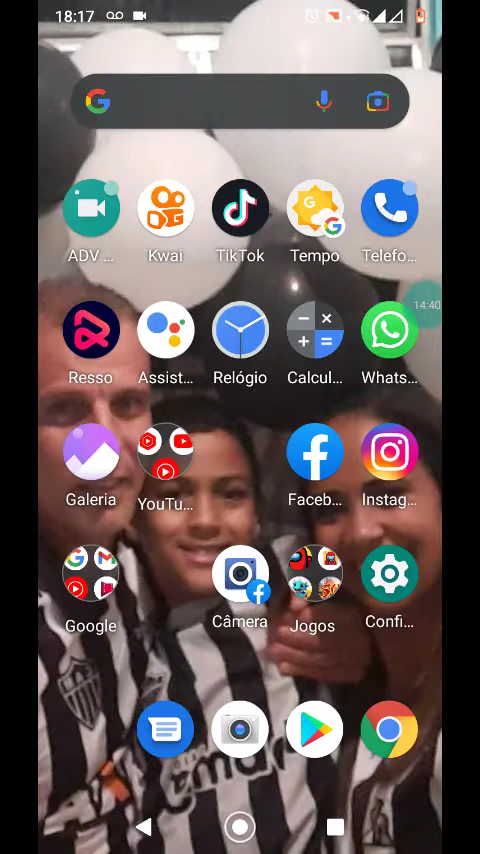 18:17
ADV ...
Kwai
TikTok
Tempo
Telefo...
14:40
Resso
Assist...
Relógio
Calcul...
Whats...
Galeria
YouTu...
Faceb...
Instag...
Google
Câmera
Jogos
Confi...